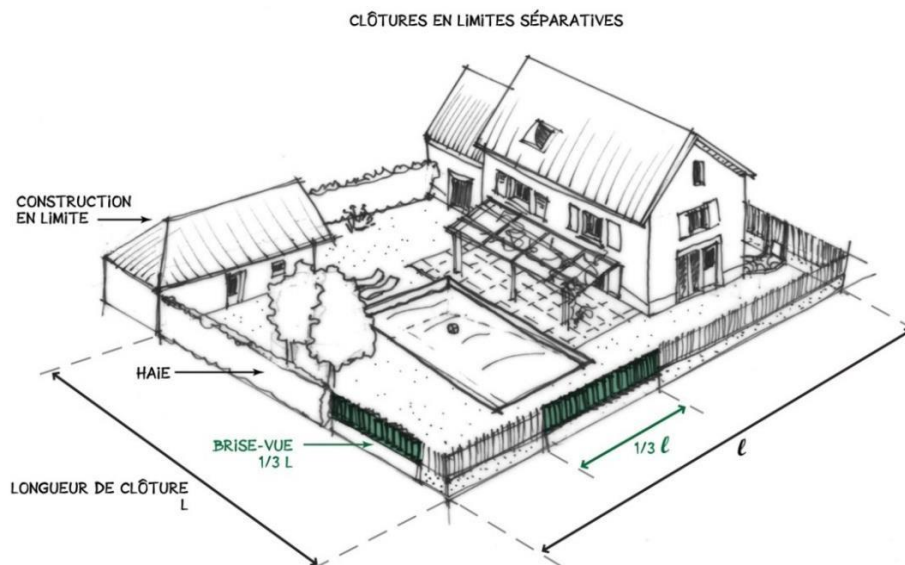 CLÔTURES EN LIMITES SÉPARATIVES
CONSTRUCTION
EN LIMITE
HAIE
BRISE-VUE
1/3 L
1/3 l
l
LONGUEUR DE CLÔTURE
L